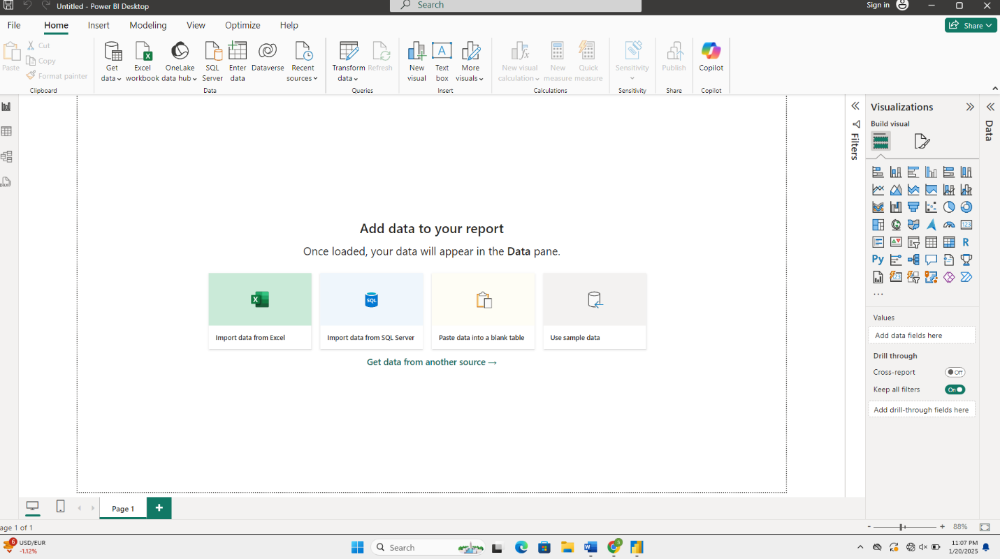 Untitled - Power BI Desktop
Search
Sign in
File Home Insert Modeling View Optimize Help
Share
Paste
Cut
Copy
Format painter
Clipboard
Get data
Excel workbook
OneLake data hub
SQL Server
Enter data
Dataverse
Recent sources
Data
Transform data
Refresh
Queries
New visual
Text box
More visuals
Insert
New visual calculation
New measure
Quick measure
Calculations
Sensitivity
Sensitivity
Publish
Share
Copilot
Copilot
Add data to your report
Once loaded, your data will appear in the Data pane.
SQL
Import data from Excel
Import data from SQL Server
Paste data into a blank table
Use sample data
Get data from another source →
Filters
Visualizations
Build visual
123
R
Py
123
...
Values
Add data fields here
Drill through
Cross-report
Off
Keep all filters
On
Add drill-through fields here
Data
Page 1
+
age 1 of 1
- + 88%
6
USD/EUR
-1.12%
Search
11:07 PM
1/20/2025